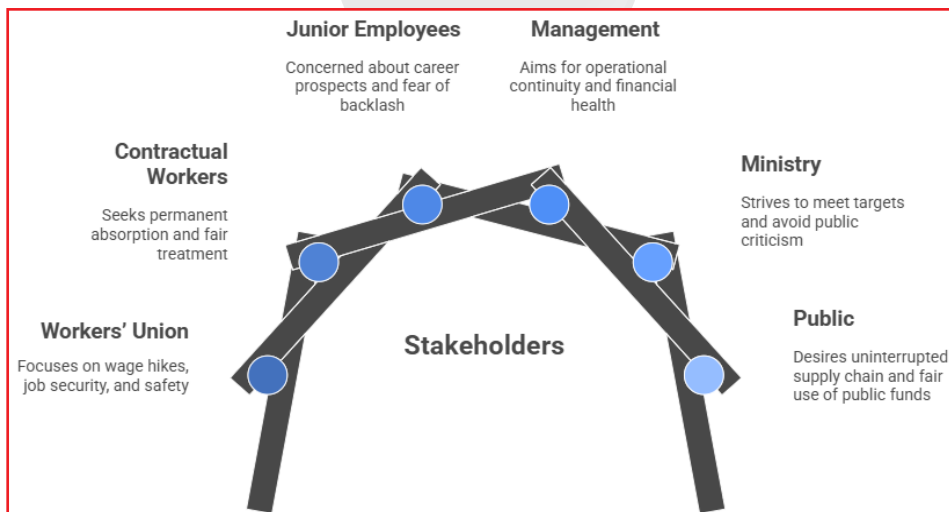 Junior Employees
Concerned about career
prospects and fear of
backlash
Management
Aims for operational
continuity and financial
health
Contractual
Workers
Seeks permanent
absorption and fair
treatment
Ministry
Strives to meet targets
and avoid public
criticism
Workers’ Union
Focuses on wage hikes,
job security, and safety
Stakeholders
Public
Desires uninterrupted
supply chain and fair
use of public funds